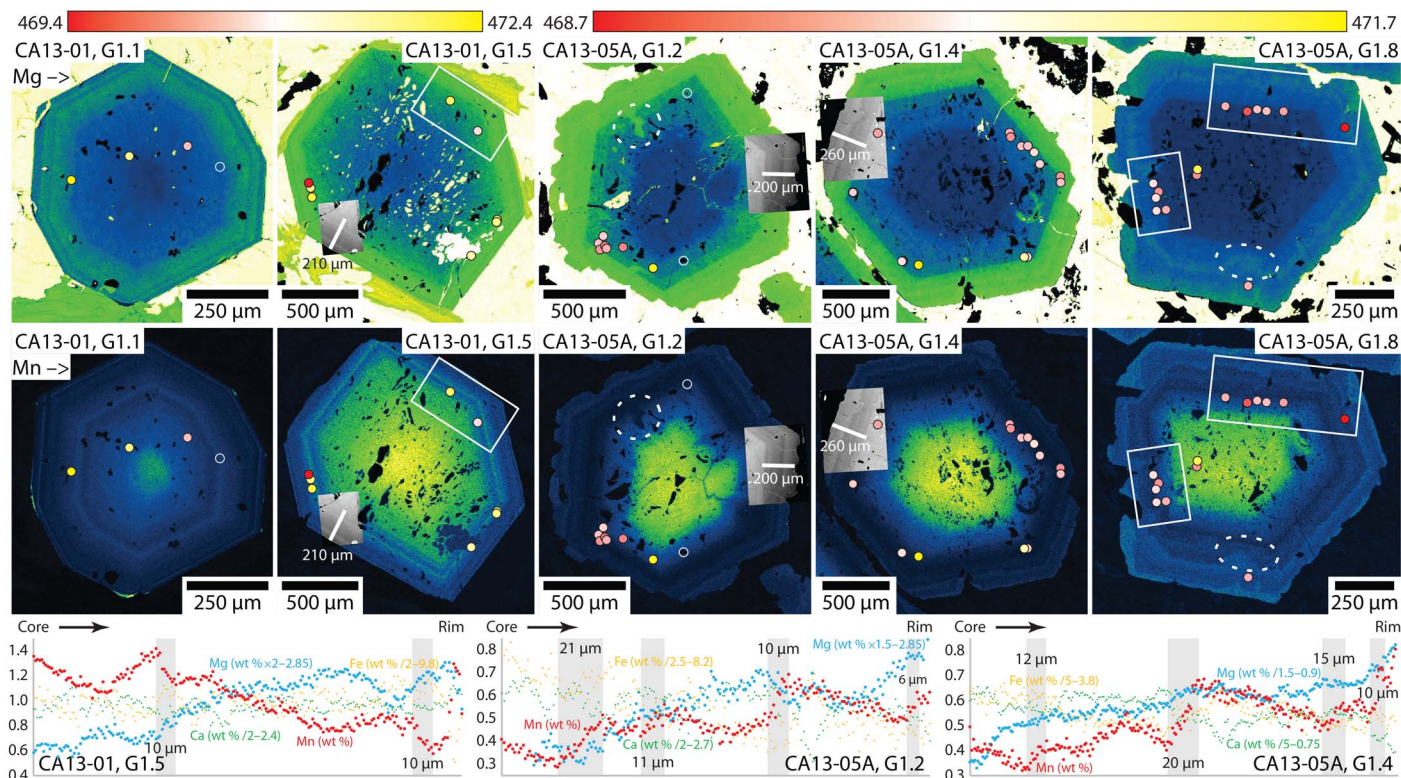 469.4 472.4 468.7 471.7
CA13-01, G1.1 CA13-01, G1.5 CA13-05A, G1.2 CA13-05A, G1.4 CA13-05A, G1.8
Mg –>
210 µm 200 µm 260 µm
250 µm 500 µm 500 µm 500 µm 250 µm
CA13-01, G1.1 CA13-01, G1.5 CA13-05A, G1.2 CA13-05A, G1.4 CA13-05A, G1.8
Mn –>
210 µm 200 µm 260 µm
250 µm 500 µm 500 µm 500 µm 250 µm
Core Rim
1.4
1.2
1.0
0.8
0.6
0.4
10 µm
Mg (wt % ×2–2.85)
Fe (wt % /2–9.8)
Ca (wt % /2–2.4)
Mn (wt %)
10 µm
10 µm
CA13-01, G1.5
Core Rim
0.8
0.7
0.6
0.5
0.4
0.3
21 µm
Fe (wt % /2.5–8.2)
10 µm
Mg (wt % ×1.5–2.85)
6 µm
Mn (wt %)
Ca (wt % /2–2.7)
11 µm
CA13-05A, G1.2
Core Rim
0.8
0.7
0.6
0.5
0.4
0.3
12 µm
Fe (wt % /5–3.8)
Mg (wt % /1.5–0.9)
15 µm
10 µm
Ca (wt % /5–0.75
Mn (wt %)
20 µm
CA13-05A, G1.4